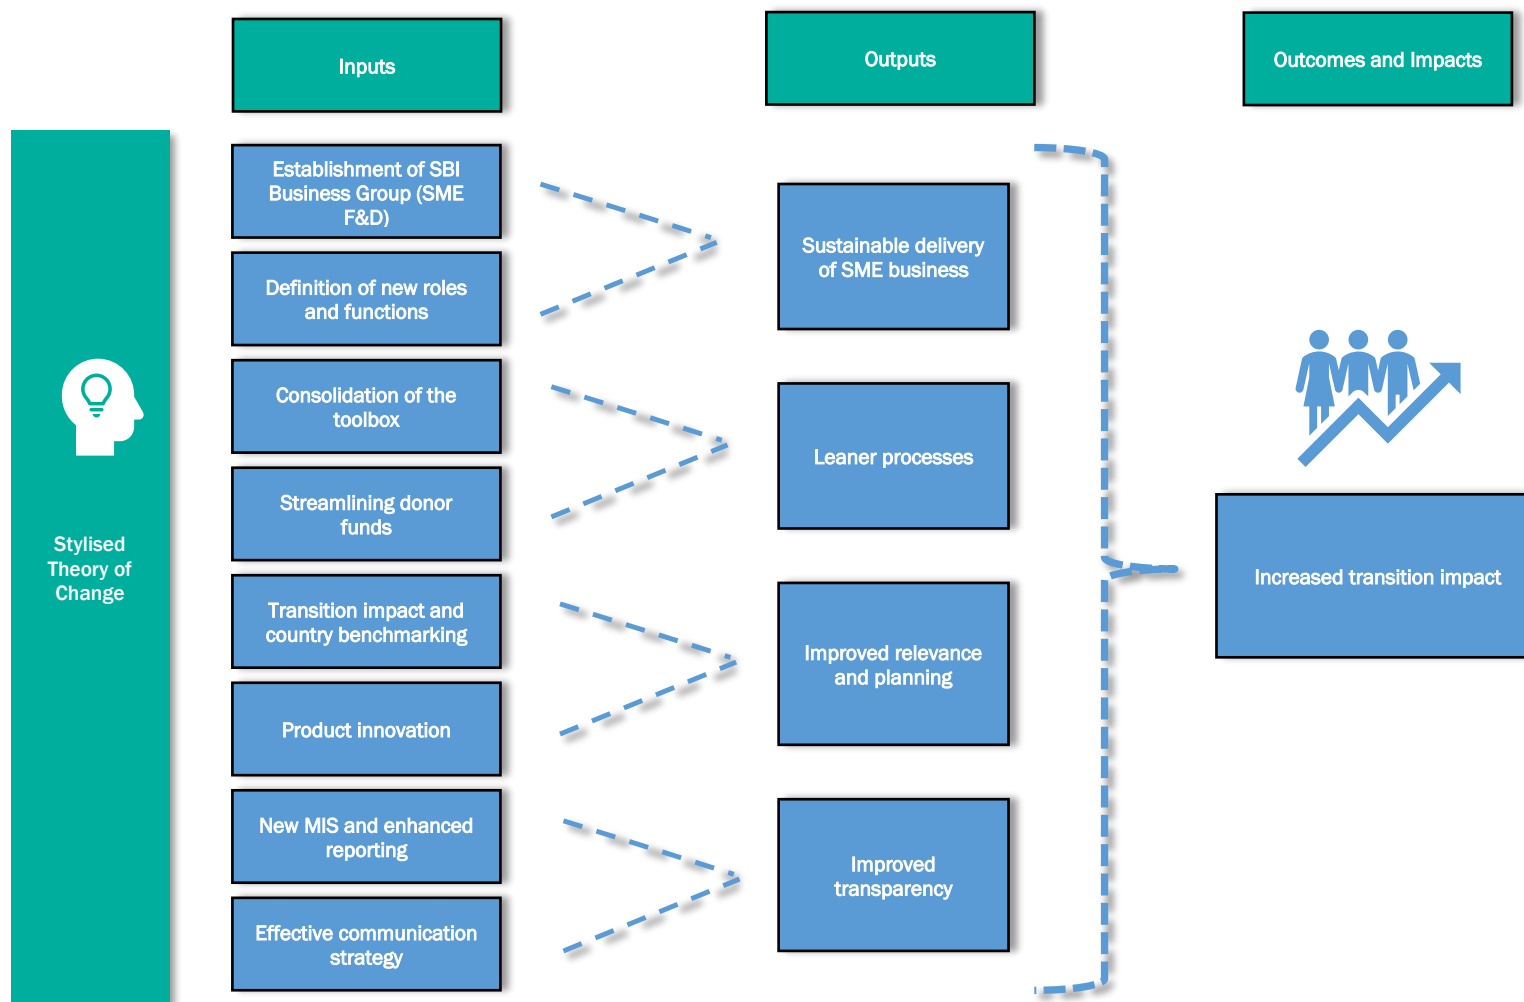 Inputs
Outputs
Outcomes and Impacts
Stylised
Theory of
Change
Establishment of SBI
Business Group (SME
F&D)
Definition of new roles
and functions
Consolidation of the
toolbox
Streamlining donor
funds
Transition impact and
country benchmarking
Product innovation
New MIS and enhanced
reporting
Effective communication
strategy
Sustainable delivery
of SME business
Leaner processes
Improved relevance
and planning
Improved
transparency
Increased transition impact